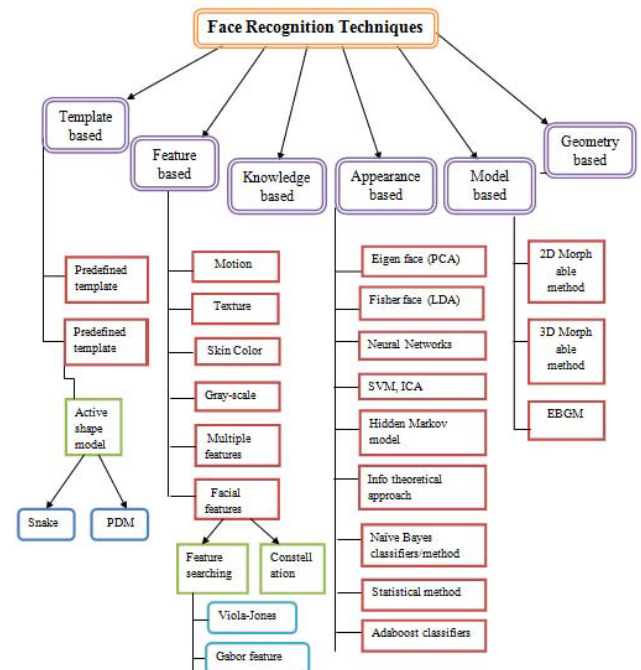 Face Recognition Techniques
Template
based
Feature
based
Knowledge
based
Appearance
based
Model
based
Geometry
based
Predefined
template
Predefined
template
Active
shape
model
Snake
PDM
Motion
Texture
Skin Color
Gray-scale
Multiple
features
Facial
features
Feature
searching
Constell
ation
Viola-Jones
Gabor feature
Eigen face (PCA)
Fisher face (LDA)
Neural Networks
SVM, ICA
Hidden Markov
model
Info theoretical
approach
Naïve Bayes
classifiers/method
Statistical method
Adaboost classifiers
2D Morph
able
method
3D Morph
able
method
EBGM